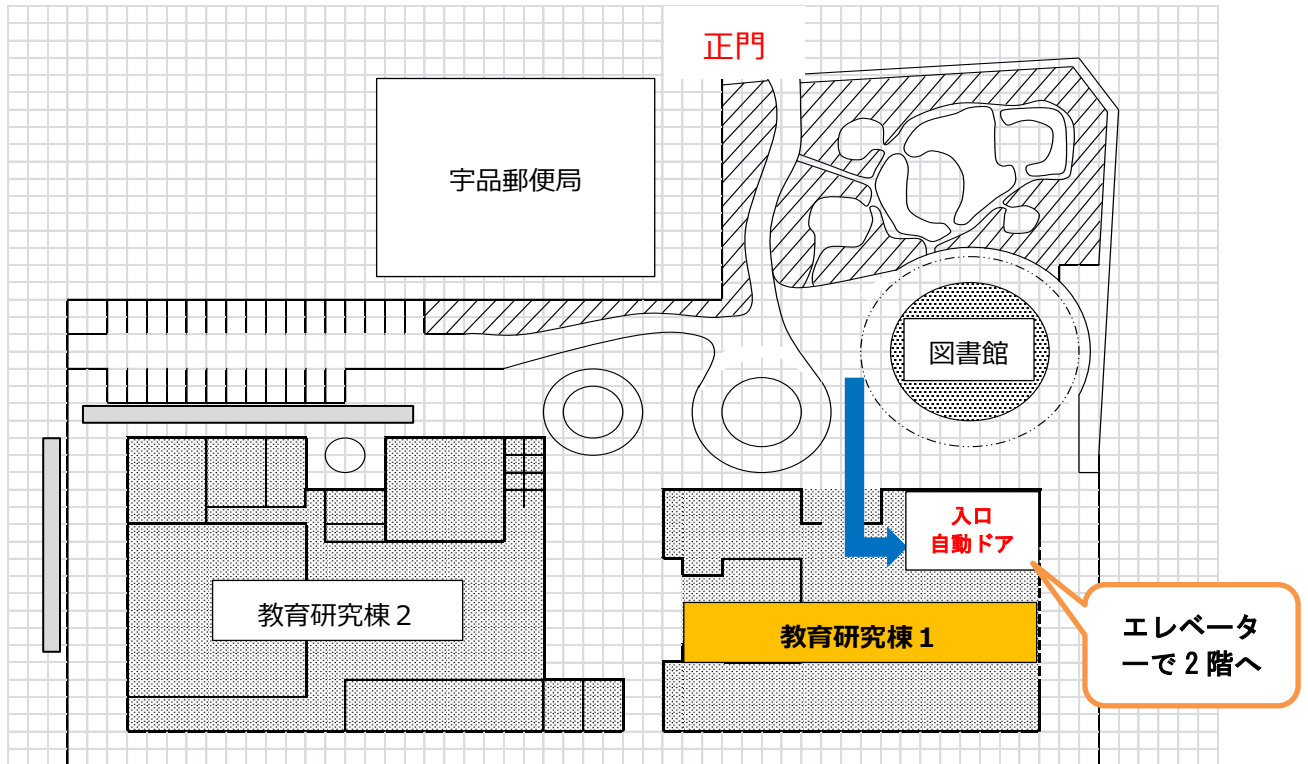 正門
宇品郵便局
図書館
入口
自動ドア
教育研究棟２
教育研究棟１
エレベータ
ーで２階へ